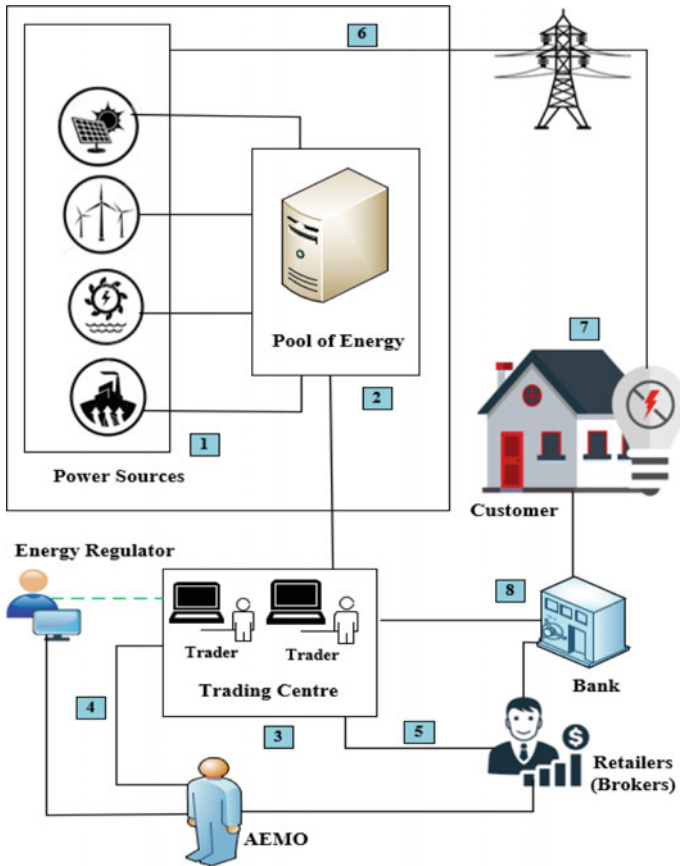 6
7
Pool of Energy
2
1
Power Sources
Customer
Energy Regulator
8
Trader
Trader
Trading Centre
Bank
4
3
5
$
Retailers
(Brokers)
AEMO